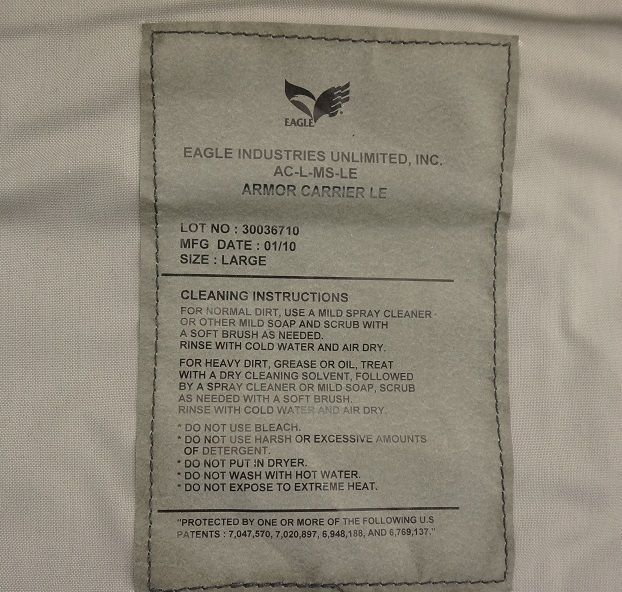 EAGLE
EAGLE INDUSTRIES UNLIMITED, INC.
AC-L-MS-LE
ARMOR CARRIER LE
LOT NO : 30036710
MFG DATE : 01/10
SIZE : LARGE
CLEANING INSTRUCTIONS
FOR NORMAL DIRT, USE A MILD SPRAY CLEANER
OR OTHER MILD SOAP AND SCRUB WITH
A SOFT BRUSH AS NEEDED.
RINSE WITH COLD WATER AND AIR DRY.
FOR HEAVY DIRT, GREASE OR OIL, TREAT
WITH A DRY CLEANING SOLVENT, FOLLOWED
BY A SPRAY CLEANER OR MILD SOAP, SCRUB
AS NEEDED WITH A SOFT BRUSH.
RINSE WITH COLD WATER AND AIR DRY.
* DO NOT USE BLEACH.
* DO NOT USE HARSH OR EXCESSIVE AMOUNTS
OF DETERGENT.
* DO NOT PUT IN DRYER.
* DO NOT WASH WITH HOT WATER.
* DO NOT EXPOSE TO EXTREME HEAT.
"PROTECTED BY ONE OR MORE OF THE FOLLOWING U.S
PATENTS : 7,047,570, 7,020,897, 6,948,188, AND 6,769,137."